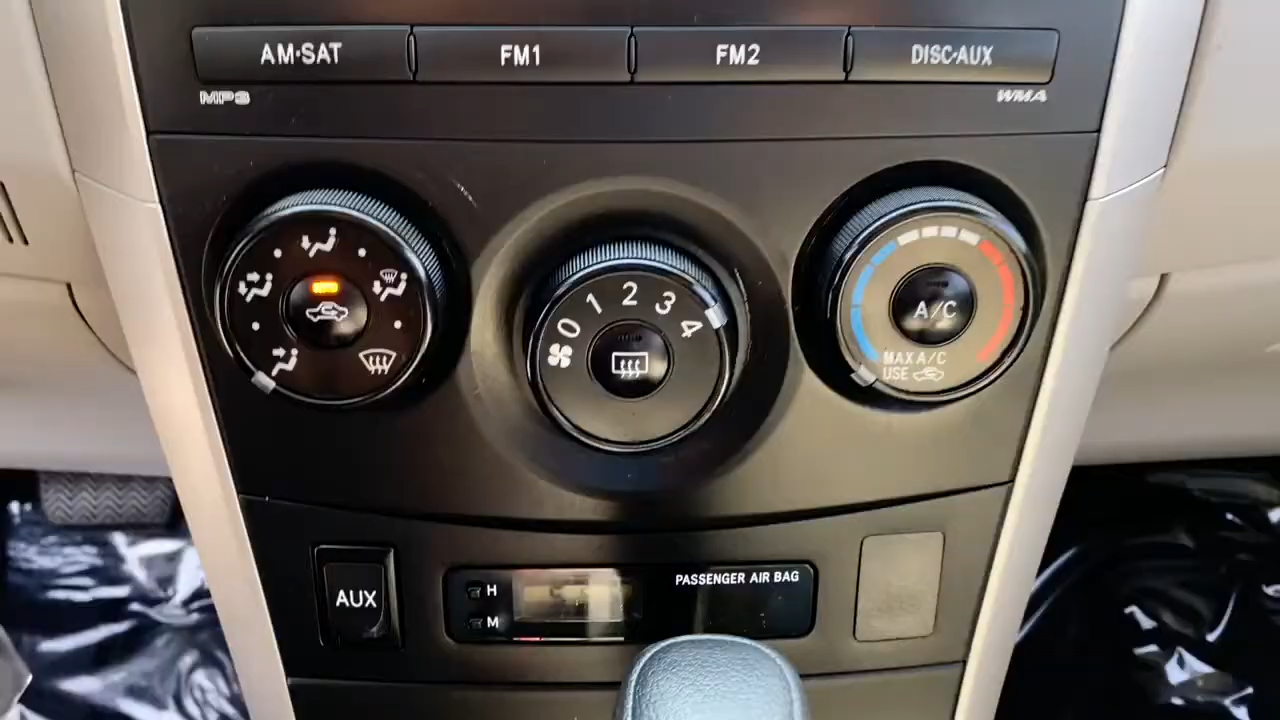 AM·SAT FM1 FM2 DISC·AUX
MP3 WMA
0 1 2 3 4
A/C
MAX A/C
USE
AUX
H
M
PASSENGER AIR BAG